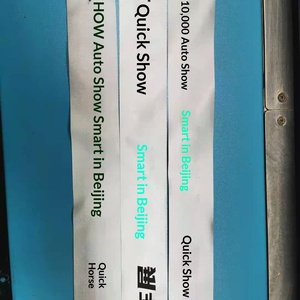 10,000 Auto Show
Smart in Beijing
Quick Show
Quick Show
Smart in Beijing
HOW Auto Show Smart in Beijing
Quick
Horse